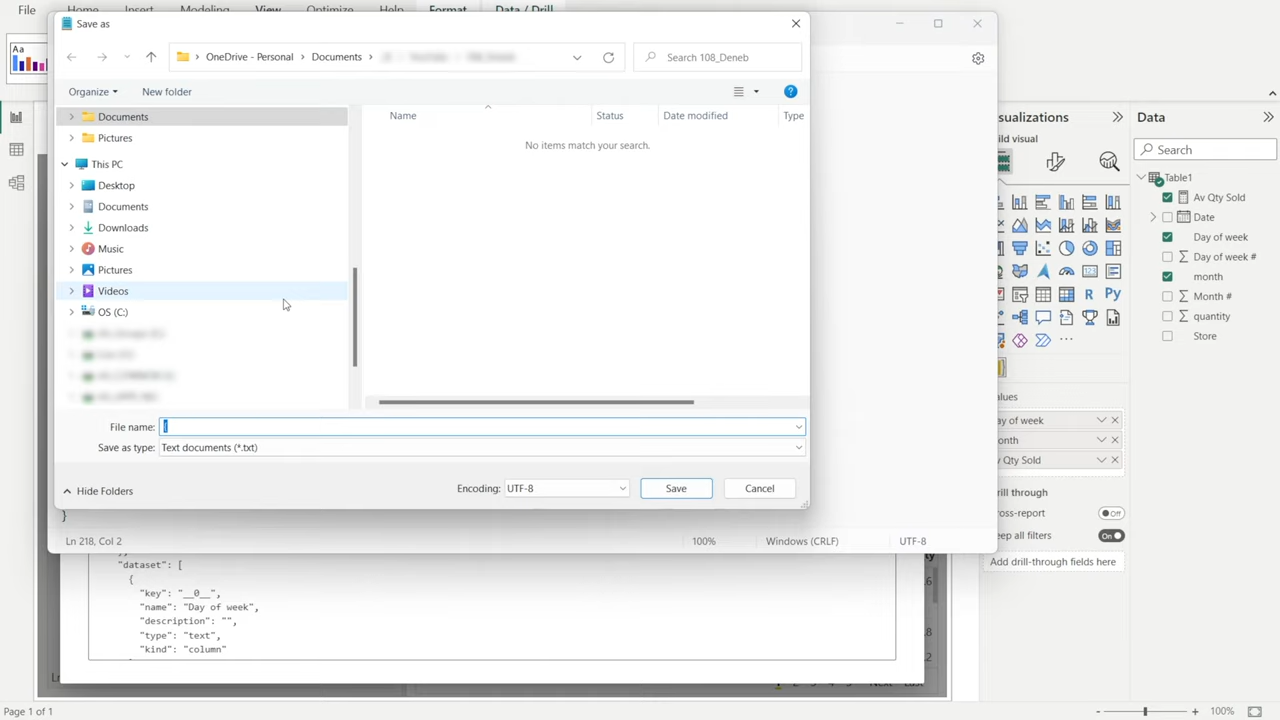 File
Home
Insert
Modeling
View
Optimize
Help
Format
Data / Drill
Aa
Save as
OneDrive - Personal
Documents
Search 108_Deneb
Organize
New folder
Documents
Pictures
This PC
Desktop
Documents
Downloads
Music
Pictures
Videos
OS (C:)
Name
Status
Date modified
Type
No items match your search.
File name: {
Save as type: Text documents (*.txt)
Hide Folders
Encoding: UTF-8
Save
Cancel
}
Ln 218, Col 2
100%
Windows (CRLF)
UTF-8
"dataset": [
{
"key": "__0__",
"name": "Day of week",
"description": "",
"type": "text",
"kind": "column"
sualizations
ild visual
R
Py
alues
ay of week
onth
v Qty Sold
rill through
ross-report
Off
eep all filters
On
Add drill-through fields here
Data
Search
Table1
Av Qty Sold
Date
Day of week
Day of week #
month
Month #
quantity
Store
Page 1 of 1
100%